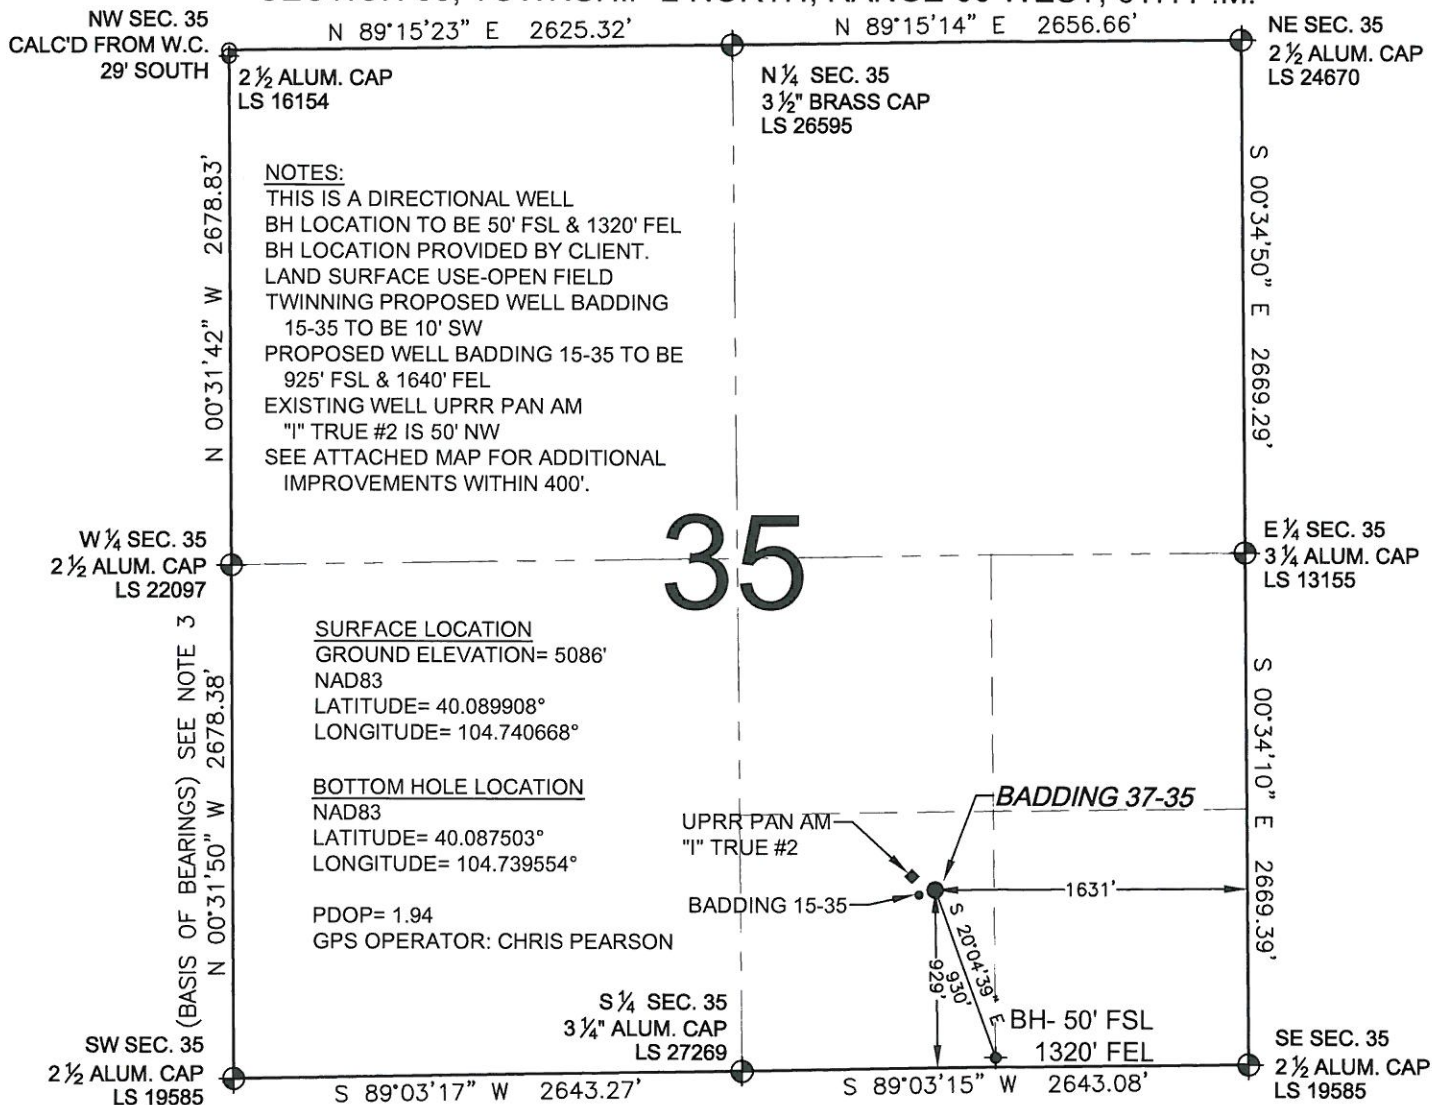 NW SEC. 35
CALC'D FROM W.C.
29' SOUTH
2 ½ ALUM. CAP
LS 16154
N 89°15'23" E 2625.32'
N 89°15'14" E 2656.66'
N ¼ SEC. 35
3 ½" BRASS CAP
LS 26595
NE SEC. 35
2 ½ ALUM. CAP
LS 24670
N 00°31'42" W 2678.83'
NOTES:
THIS IS A DIRECTIONAL WELL
BH LOCATION TO BE 50' FSL & 1320' FEL
BH LOCATION PROVIDED BY CLIENT.
LAND SURFACE USE-OPEN FIELD
TWINNING PROPOSED WELL BADDING
15-35 TO BE 10' SW
PROPOSED WELL BADDING 15-35 TO BE
925' FSL & 1640' FEL
EXISTING WELL UPRR PAN AM
"I" TRUE #2 IS 50' NW
SEE ATTACHED MAP FOR ADDITIONAL
IMPROVEMENTS WITHIN 400'.
S 00°34'50" E 2669.29'
W ¼ SEC. 35
2 ½ ALUM. CAP
LS 22097
35
E ¼ SEC. 35
3 ¼ ALUM. CAP
LS 13155
(BASIS OF BEARINGS) SEE NOTE 3
N 00°31'50" W 2678.38'
SURFACE LOCATION
GROUND ELEVATION= 5086'
NAD83
LATITUDE= 40.089908°
LONGITUDE= 104.740668°
BOTTOM HOLE LOCATION
NAD83
LATITUDE= 40.087503°
LONGITUDE= 104.739554°
PDOP= 1.94
GPS OPERATOR: CHRIS PEARSON
UPRR PAN AM
"I" TRUE #2
BADDING 15-35
BADDING 37-35
1631'
S 20°04'39" E
930'
929'
BH- 50' FSL
1320' FEL
S 00°34'10" E 2669.39'
SW SEC. 35
2 ½ ALUM. CAP
LS 19585
S 89°03'17" W 2643.27'
S ¼ SEC. 35
3 ¼" ALUM. CAP
LS 27269
S 89°03'15" W 2643.08'
SE SEC. 35
2 ½ ALUM. CAP
LS 19585